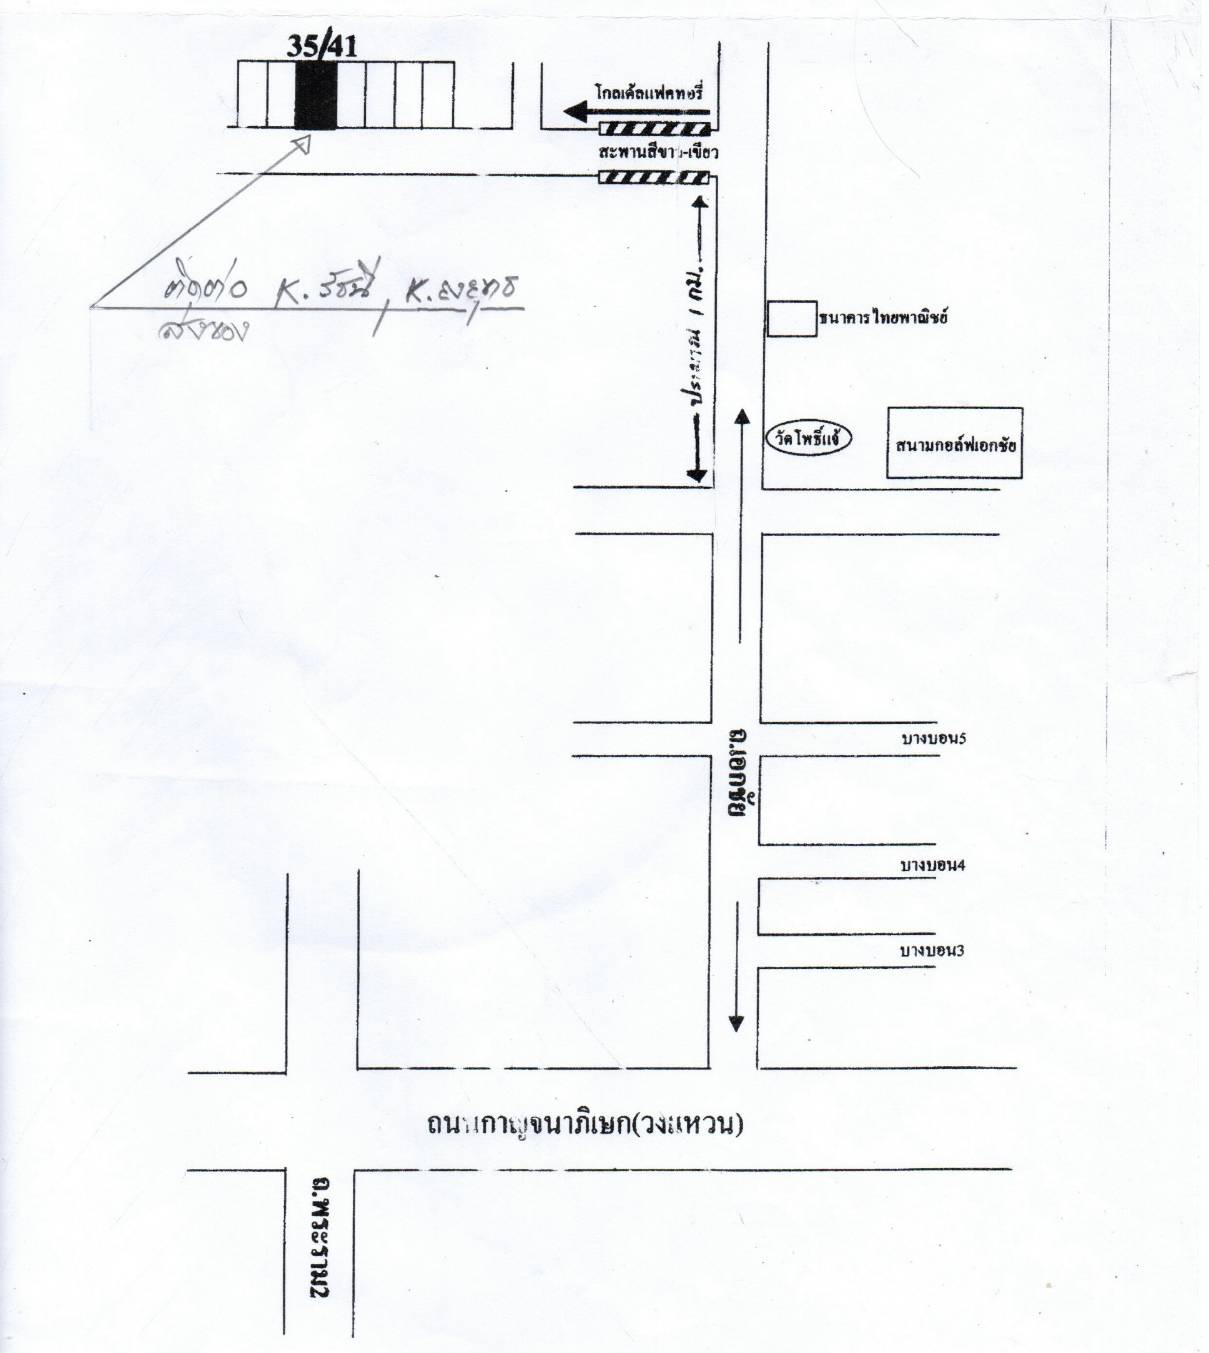 35/41
โกลเด้ลแฟคทอรี่
สะพานสีขาว-เขียว
ติดต่อ K. รัชนี, K.
ส่งของ
ประมาณ 1 กม.
ธนาคารไทยพาณิชย์
วัดโพธิ์แจ้
สนามกอล์ฟเอกชัย
บางบอน5
ถ.เอกชัย
บางบอน4
บางบอน3
ถนนกาญจนาภิเษก(วงแหวน)
ถ.พระราม2